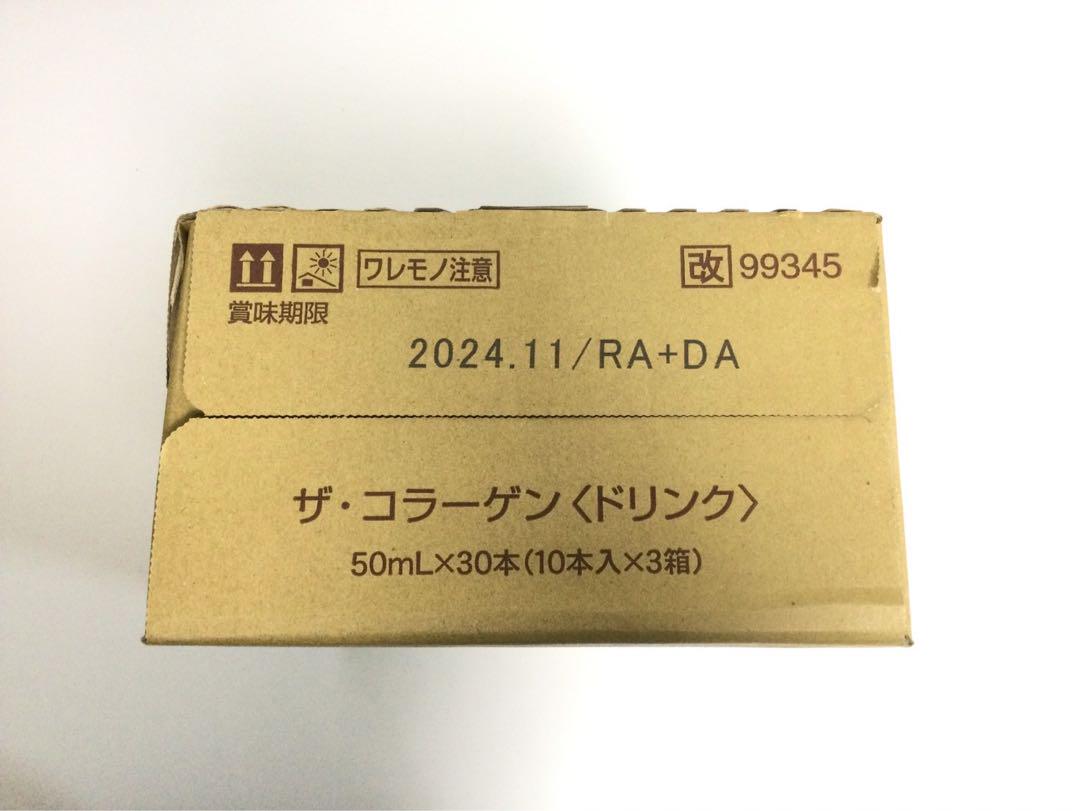 ワレモノ注意 改 99345
賞味期限
2024.11/RA+DA
ザ・コラーゲン〈ドリンク〉
50mL×30本(10本入×3箱)